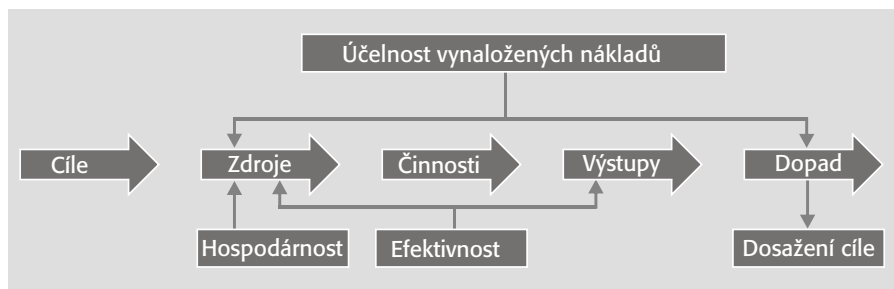 Účelnost vynaložených nákladů
Cíle
Zdroje
Činnosti
Výstupy
Dopad
Hospodárnost
Efektivnost
Dosažení cíle